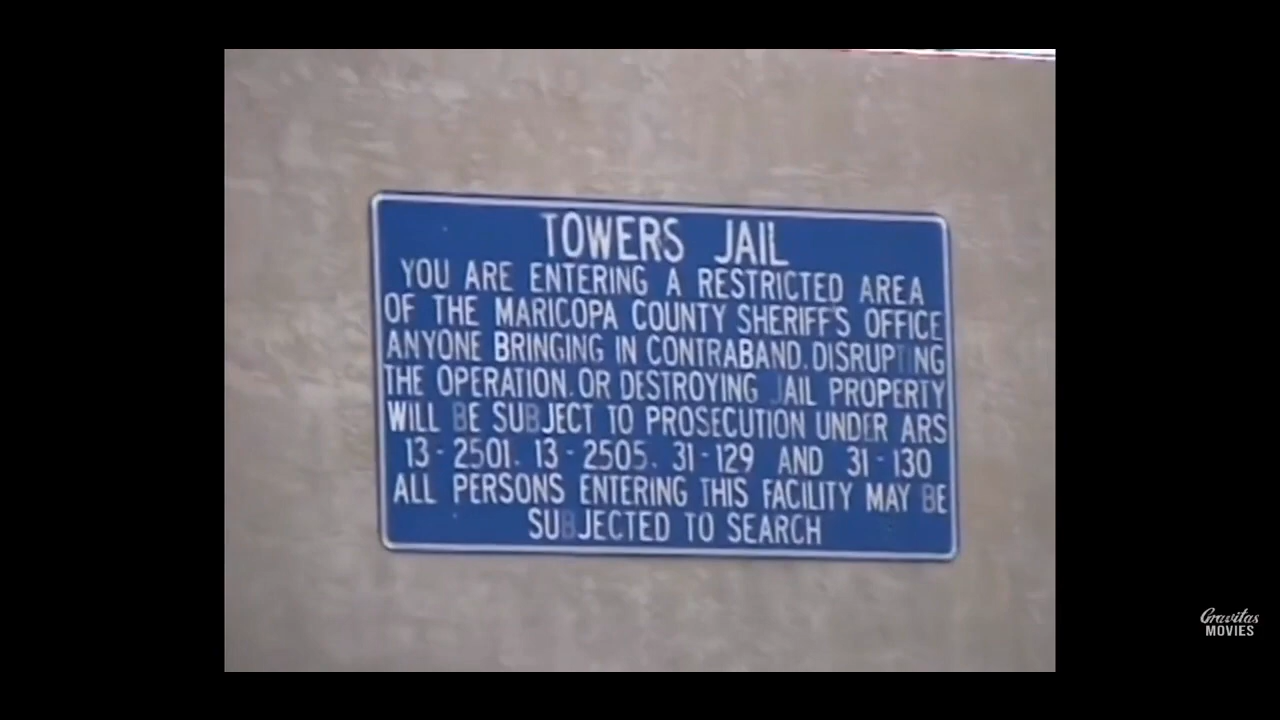 TOWERS JAIL
YOU ARE ENTERING A RESTRICTED AREA
OF THE MARICOPA COUNTY SHERIFF'S OFFICE
ANYONE BRINGING IN CONTRABAND. DISRUPTING
THE OPERATION. OR DESTROYING JAIL PROPERTY
WILL BE SUBJECT TO PROSECUTION UNDER ARS
13-2501. 13-2505. 31-129 AND 31-130
ALL PERSONS ENTERING THIS FACILITY MAY BE
SUBJECTED TO SEARCH
Gravitas
MOVIES